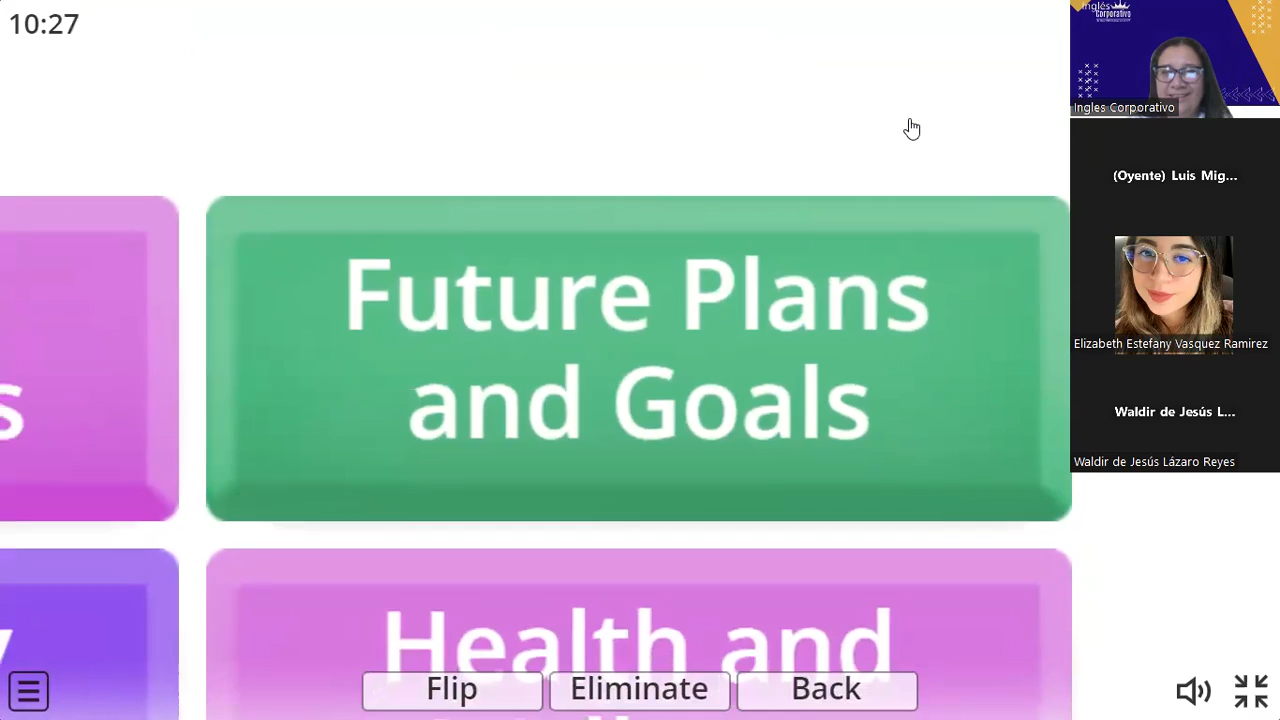 10:27
Inglés
Corporativo
Ingles Corporativo
(Oyente) Luis Mig...
Future Plans
and Goals
s
Elizabeth Estefany Vasquez Ramirez
Waldir de Jesús L...
Waldir de Jesús Lázaro Reyes
Health and
y
Flip
Eliminate
Back